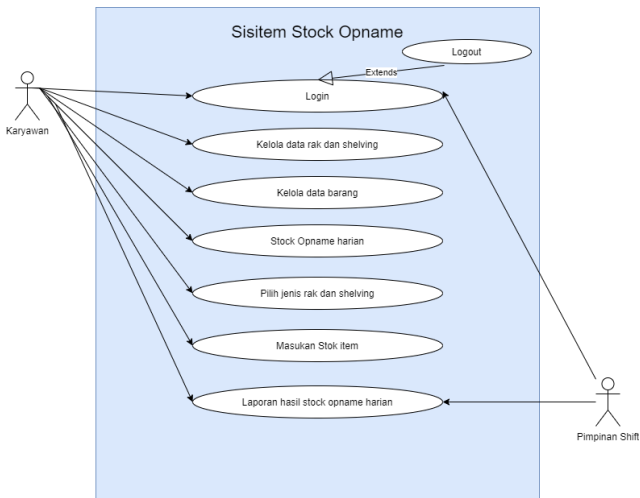 Sisitem Stock Opname
Logout
Extends
Login
Karyawan
Kelola data rak dan shelving
Kelola data barang
Stock Opname harian
Pilih jenis rak dan shelving
Masukan Stok item
Laporan hasil stock opname harian
Pimpinan Shift